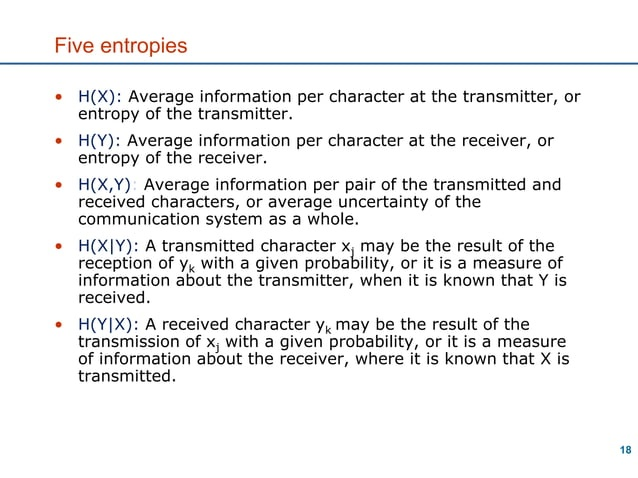 Five entropies
• H(X): Average information per character at the transmitter, or
entropy of the transmitter.
• H(Y): Average information per character at the receiver, or
entropy of the receiver.
• H(X,Y): Average information per pair of the transmitted and
received characters, or average uncertainty of the
communication system as a whole.
• H(X|Y): A transmitted character xj may be the result of the
reception of yk with a given probability, or it is a measure of
information about the transmitter, when it is known that Y is
received.
• H(Y|X): A received character yk may be the result of the
transmission of xj with a given probability, or it is a measure
of information about the receiver, where it is known that X is
transmitted.
18